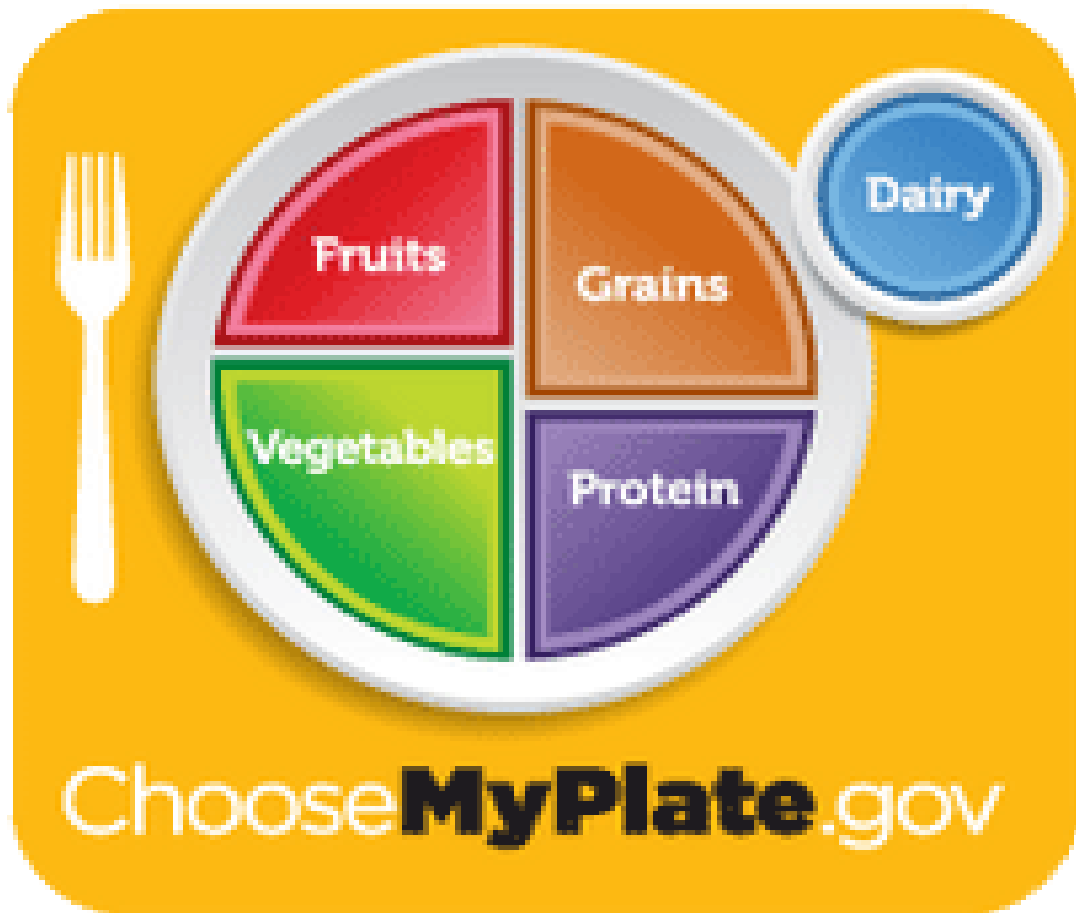 Fruits
Grains
Dairy
Vegetables
Protein
ChooseMyPlate.gov